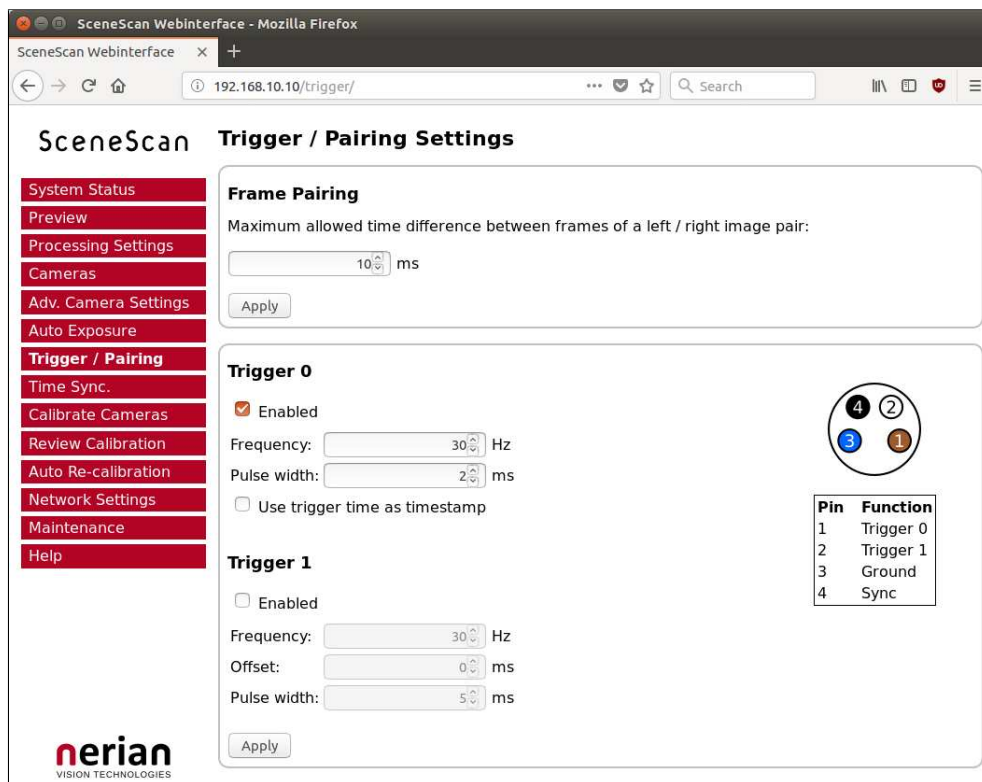 SceneScan Webinterface - Mozilla Firefox
SceneScan Webinterface × +
192.168.10.10/trigger/ ··· Search
SceneScan
System Status
Preview
Processing Settings
Cameras
Adv. Camera Settings
Auto Exposure
Trigger / Pairing
Time Sync.
Calibrate Cameras
Review Calibration
Auto Re-calibration
Network Settings
Maintenance
Help
nerian
VISION TECHNOLOGIES
Trigger / Pairing Settings
Frame Pairing
Maximum allowed time difference between frames of a left / right image pair:
10 ms
Apply
Trigger 0
Enabled
Frequency: 30 Hz
Pulse width: 2 ms
Use trigger time as timestamp
Trigger 1
Enabled
Frequency: 30 Hz
Offset: 0 ms
Pulse width: 5 ms
Apply
4 2
3 1
Pin Function
1 Trigger 0
2 Trigger 1
3 Ground
4 Sync